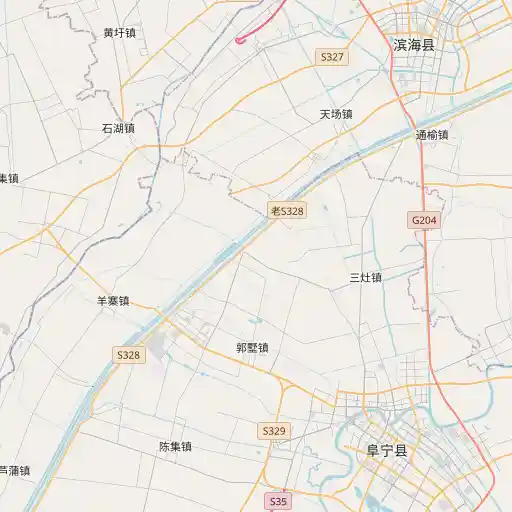 黄圩镇
滨海县
S327
天场镇
石湖镇
通榆镇
集镇
老S328
G204
三灶镇
羊寨镇
郭墅镇
S328
S329
陈集镇
阜宁县
芦蒲镇
S35